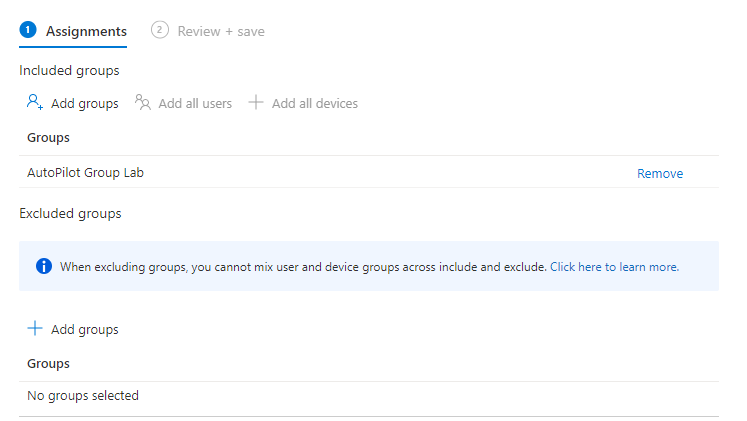 1 Assignments 2 Review + save
Included groups
Add groups Add all users Add all devices
Groups
AutoPilot Group Lab Remove
Excluded groups
When excluding groups, you cannot mix user and device groups across include and exclude. Click here to learn more.
Add groups
Groups
No groups selected